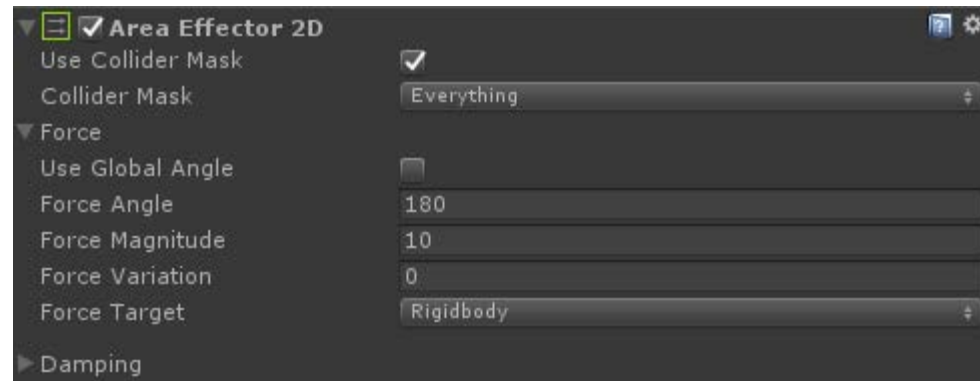 Area Effector 2D
Use Collider Mask
Collider Mask Everything
Force
Use Global Angle
Force Angle 180
Force Magnitude 10
Force Variation 0
Force Target Rigidbody
Damping